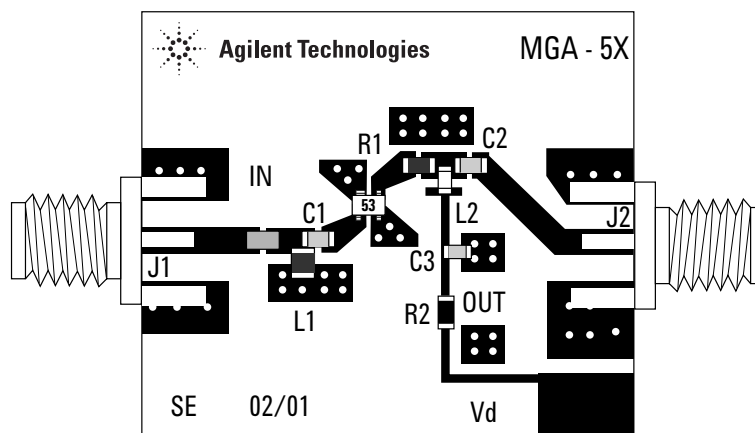 Agilent Technologies
MGA - 5X
R1
C2
IN
53
C1
L2
J2
J1
C3
L1
R2
OUT
SE
02/01
Vd